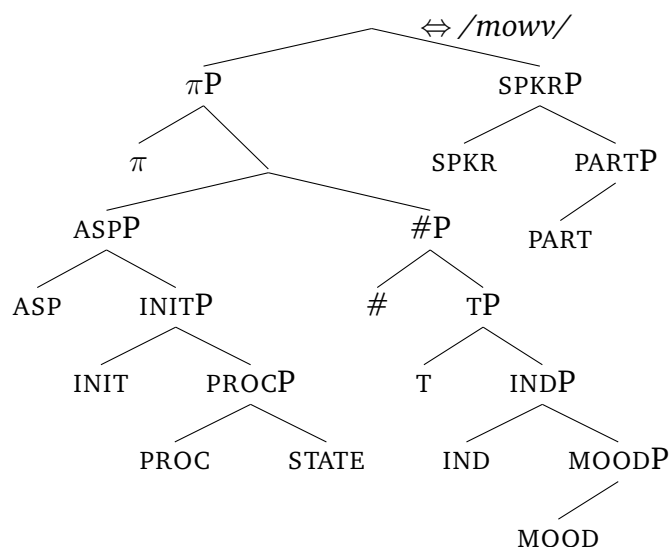 ⇔ /mowv/
πP SPKRP
π SPKR PARTP
ASPP #P PART
ASP INITP # TP
INIT PROCP T INDP
PROC STATE IND MOODP
MOOD